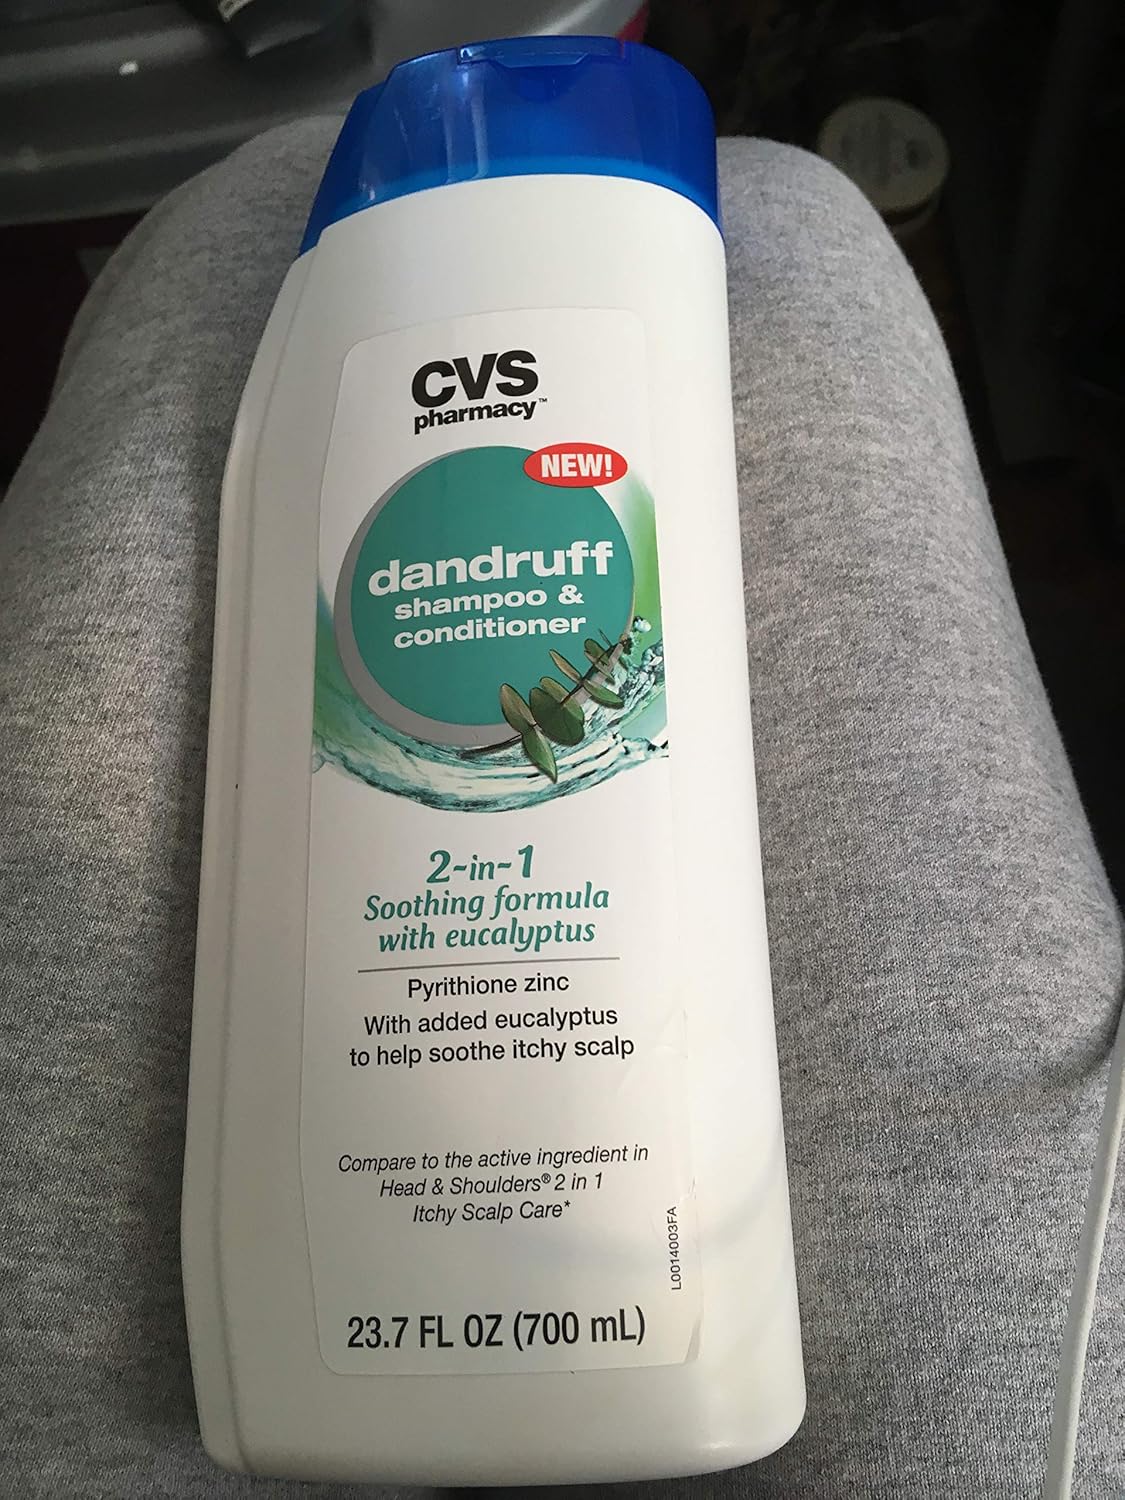 CVS
pharmacy™
NEW!
dandruff
shampoo &
conditioner
2-in-1
Soothing formula
with eucalyptus
Pyrithione zinc
With added eucalyptus
to help soothe itchy scalp
Compare to the active ingredient in
Head & Shoulders® 2 in 1
Itchy Scalp Care*
L0014003FA
23.7 FL OZ (700 mL)